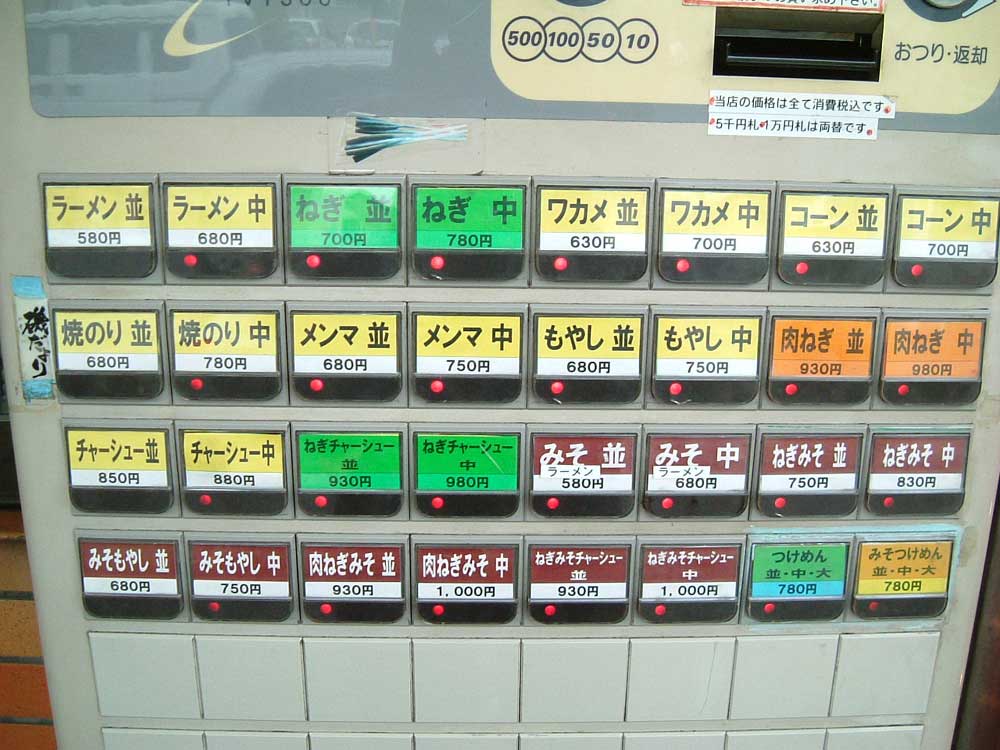 500 100 50 10
おつり・返却
当店の価格は全て消費税込です
5千円札・1万円札は両替です。
ラーメン 並 580円
ラーメン 中 680円
ねぎ 並 700円
ねぎ 中 780円
ワカメ 並 630円
ワカメ 中 700円
コーン 並 630円
コーン 中 700円
磯だより
焼のり 並 680円
焼のり 中 780円
メンマ 並 680円
メンマ 中 750円
もやし 並 680円
もやし 中 750円
肉ねぎ 並 930円
肉ねぎ 中 980円
チャーシュー 並 850円
チャーシュー 中 880円
ねぎチャーシュー
並
930円
ねぎチャーシュー
中
980円
みそ 並
ラーメン
580円
みそ 中
ラーメン
680円
ねぎみそ 並 750円
ねぎみそ 中 830円
みそもやし 並 680円
みそもやし 中 750円
肉ねぎみそ 並 930円
肉ねぎみそ 中 1,000円
ねぎみそチャーシュー
並
930円
ねぎみそチャーシュー
中
1,000円
つけめん
並・中・大
780円
みそつけめん
並・中・大
780円